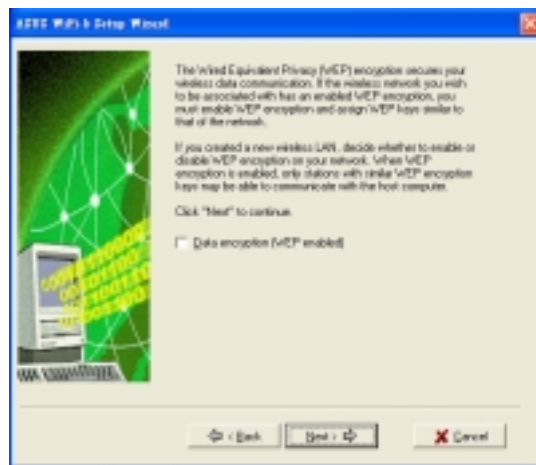 ASUS WiFi-b Setup Wizard
The Wired Equivalent Privacy (WEP) encryption secures your
wireless data communication. If the wireless network you wish
to be associated with has an enabled WEP encryption, you
must enable WEP encryption and assign WEP keys similar to
that of the network.
If you created a new wireless LAN, decide whether to enable or
disable WEP encryption on your network. When WEP
encryption is enabled, only stations with similar WEP encryption
keys may be able to communicate with the host computer.
Click "Next" to continue.
Data encryption (WEP enabled)
< Back
Next >
Cancel